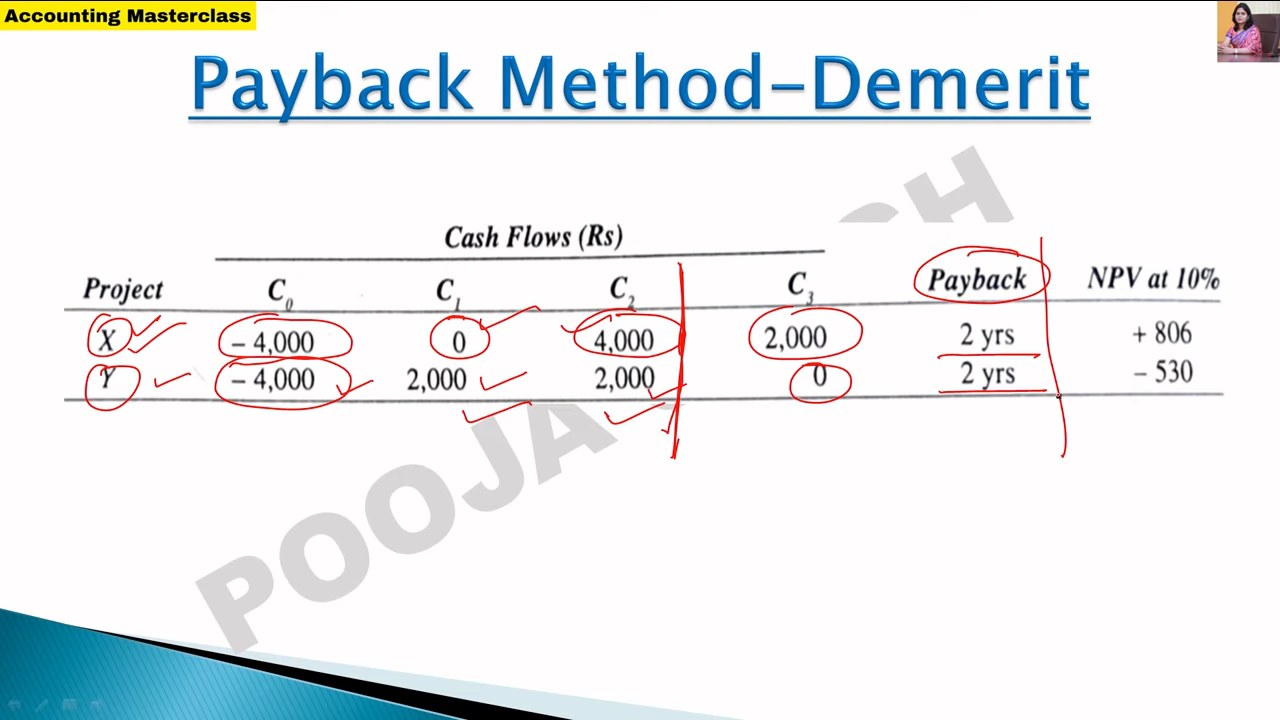 Accounting Masterclass
Payback Method-Demerit
Cash Flows (Rs)
Project C0 C1 C2 C3 Payback NPV at 10%
X – 4,000 0 4,000 2,000 2 yrs + 806
Y – 4,000 2,000 2,000 0 2 yrs – 530